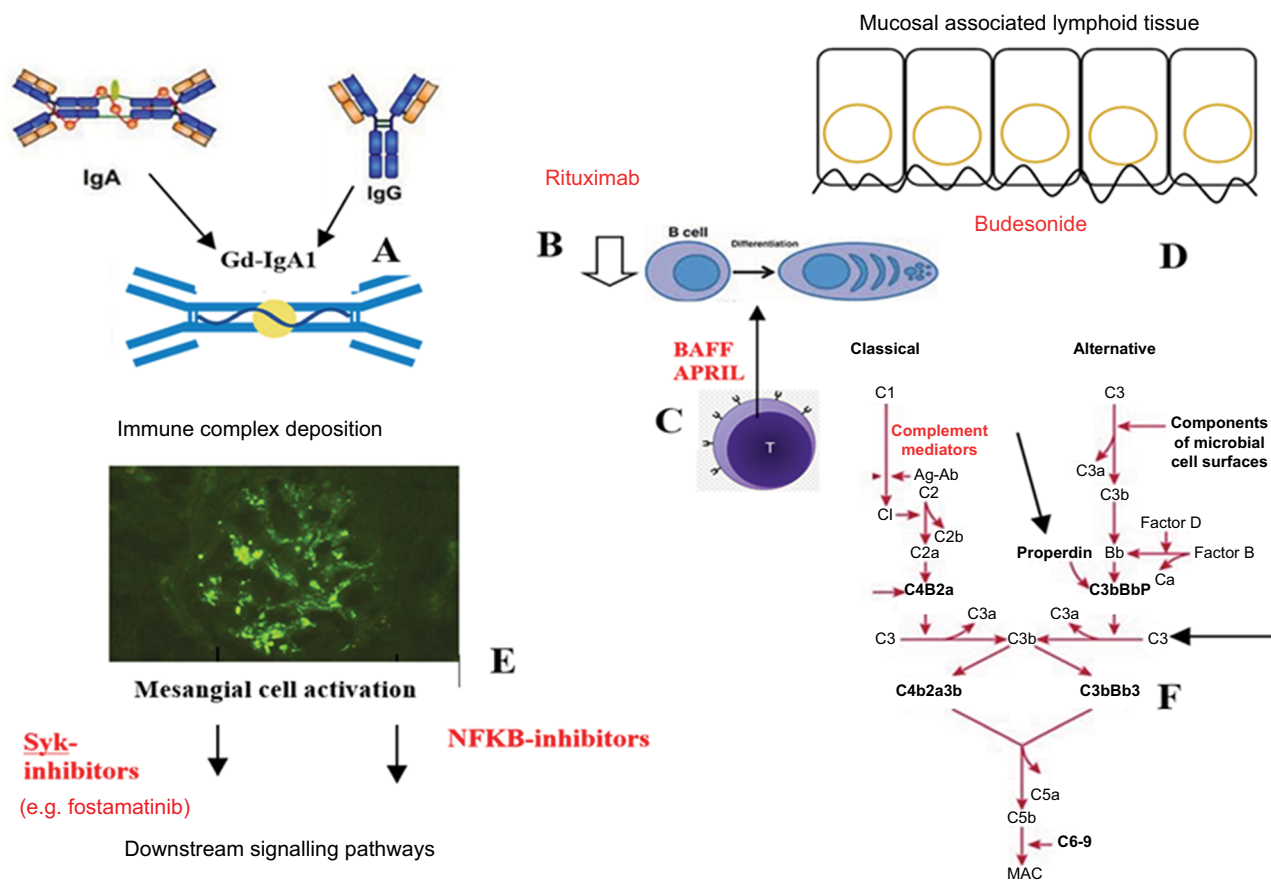 Mucosal associated lymphoid tissue
IgA
IgG
Gd-IgA1
A
Rituximab
B
B cell
Differentiation
Budesonide
D
BAFF
APRIL
C
T
Immune complex deposition
E
Mesangial cell activation
Syk-
inhibitors
(e.g. fostamatinib)
NFKB-inhibitors
Downstream signalling pathways
Classical
C1
Complement
mediators
Ag-Ab
C2
CI
C2b
C2a
C4B2a
C3
C3a
C3b
Alternative
C3
Components
of microbial
cell surfaces
C3a
C3b
Factor D
Properdin
Bb
Factor B
Ca
C3bBbP
C3a
C3
C4b2a3b
C3bBb3
F
C5a
C5b
C6-9
MAC